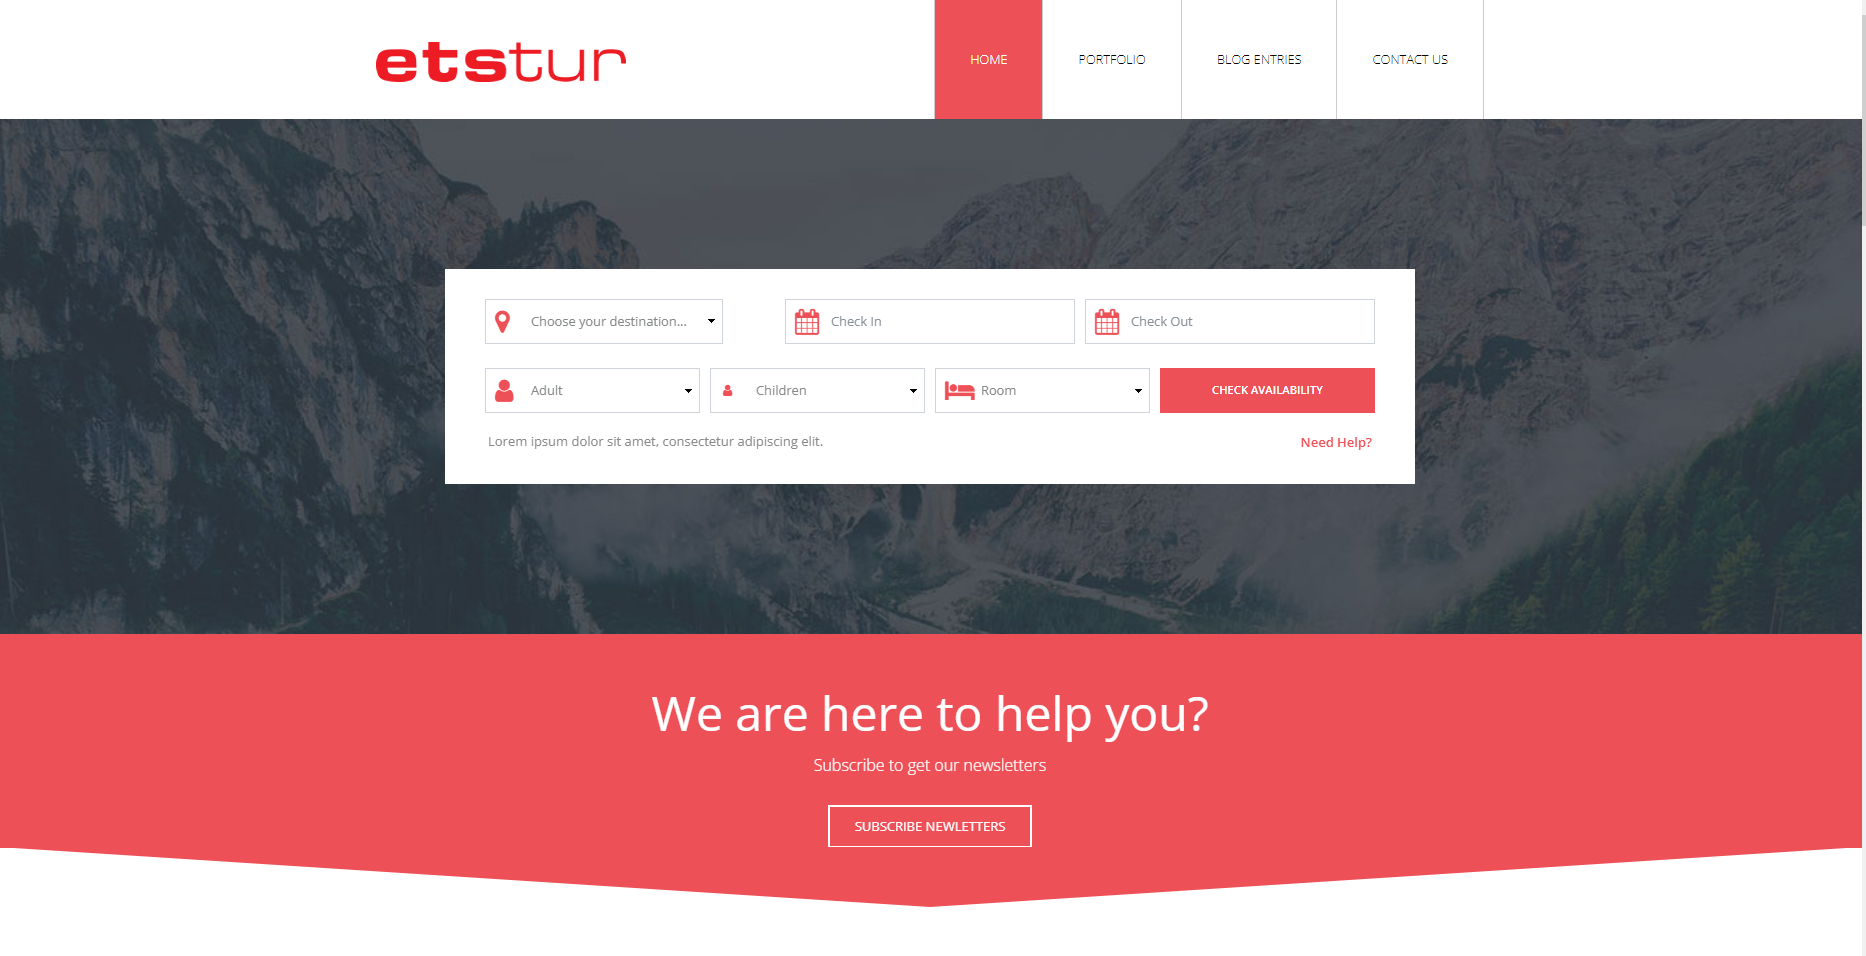 etstur
HOME PORTFOLIO BLOG ENTRIES CONTACT US
Choose your destination... Check In Check Out
Adult Children Room CHECK AVAILABILITY
Lorem ipsum dolor sit amet, consectetur adipiscing elit. Need Help?
We are here to help you?
Subscribe to get our newsletters
SUBSCRIBE NEWLETTERS